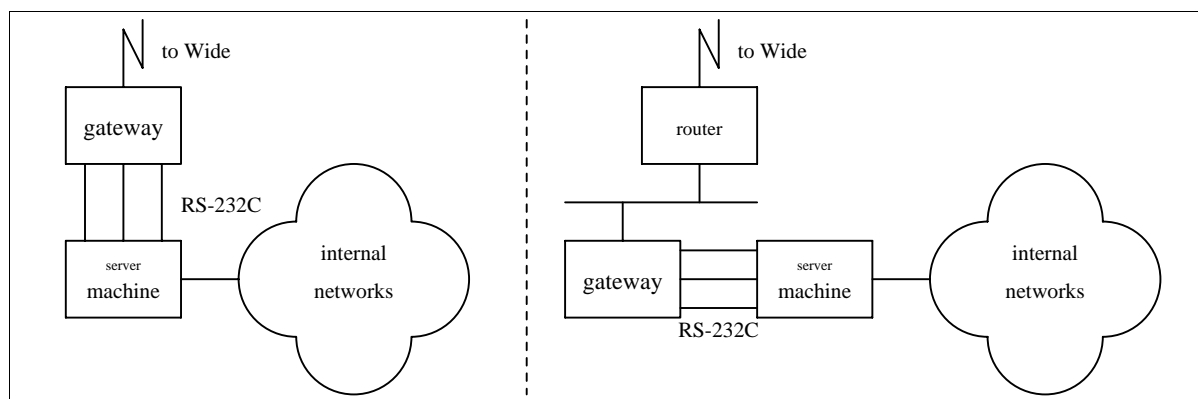 to Wide
gateway
RS-232C
server
machine
internal
networks
to Wide
router
gateway
RS-232C
server
machine
internal
networks